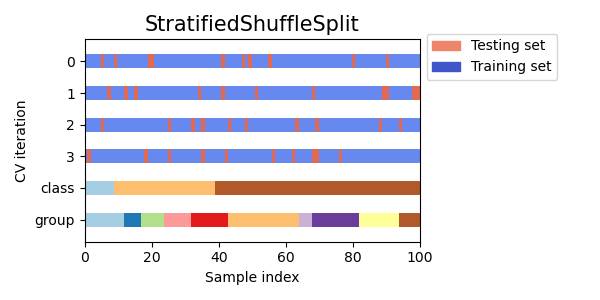 StratifiedShuffleSplit
Testing set
Training set
CV iteration
0
1
2
3
class
group
0 20 40 60 80 100
Sample index